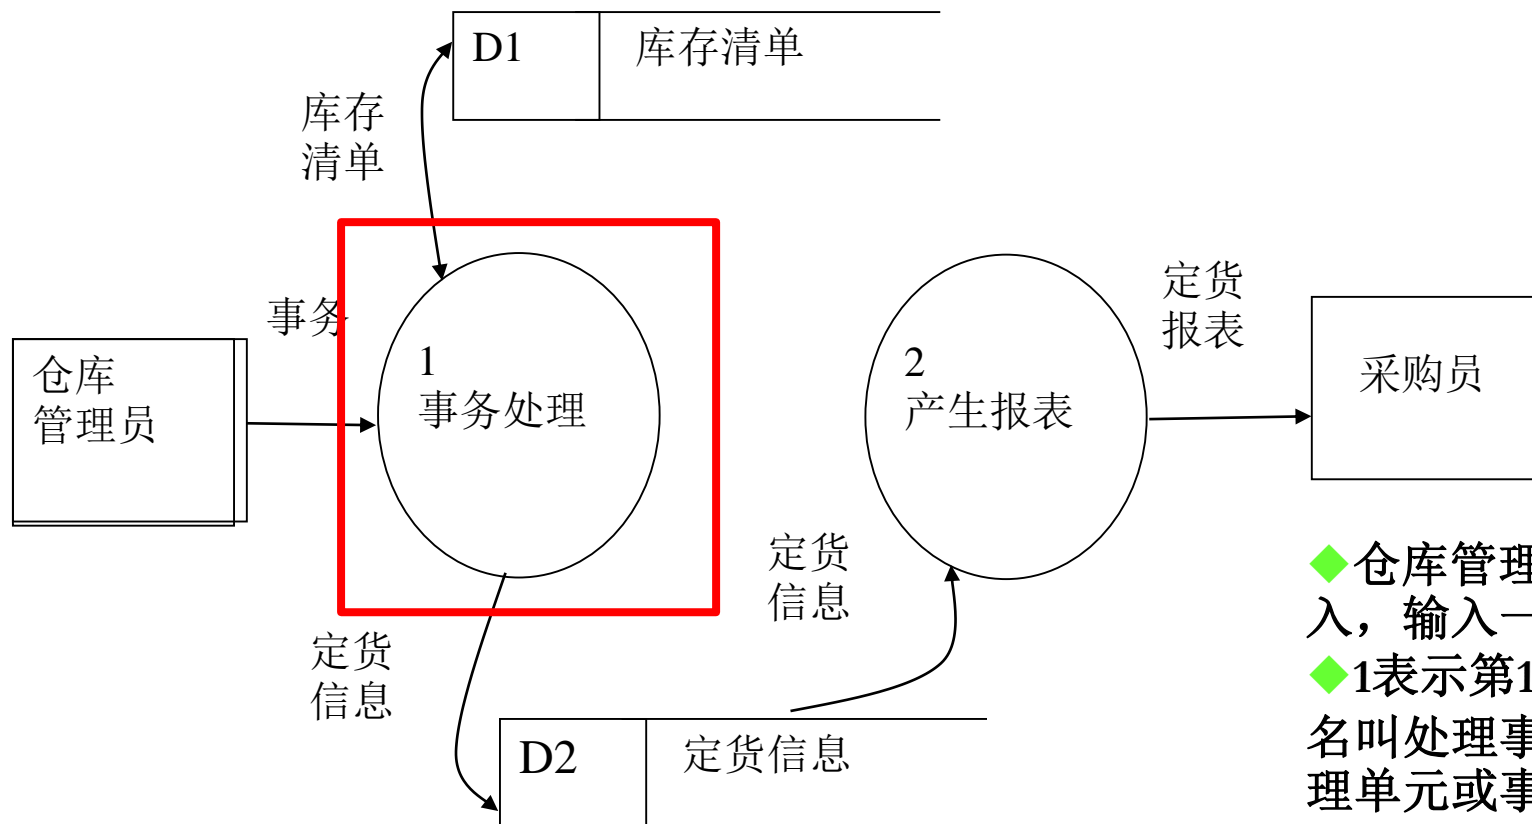 D1
库存清单
库存
清单
事务
仓库
管理员
1
事务处理
2
产生报表
定货
报表
采购员
定货
信息
定货
信息
D2
定货信息
◆仓库管理
入，输入一
◆1表示第1
名叫处理事
理单元或事